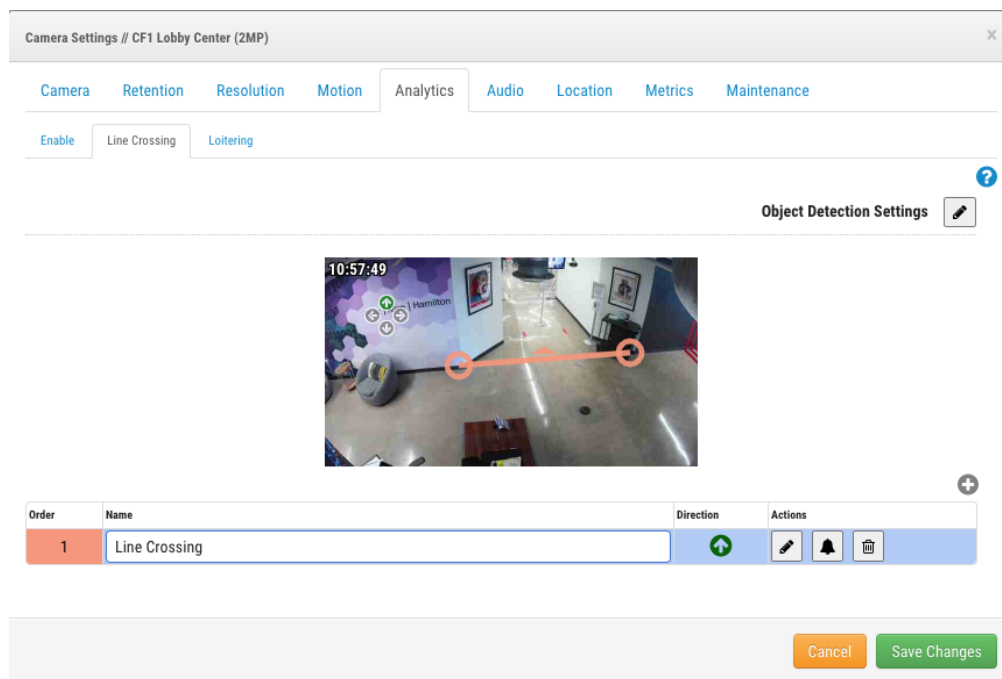 Camera Settings // CF1 Lobby Center (2MP)
Camera Retention Resolution Motion Analytics Audio Location Metrics Maintenance
Enable Line Crossing Loitering
Object Detection Settings
10:57:49
| Hamilton
Order Name Direction Actions
1 Line Crossing
Cancel Save Changes